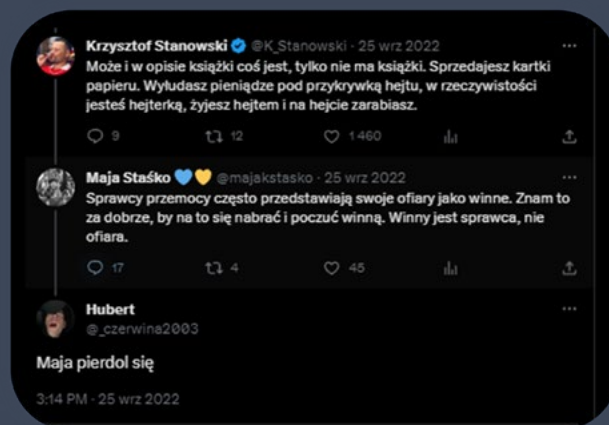 Krzysztof Stanowski @K_Stanowski · 25 wrz 2022
Może i w opisie książki coś jest, tylko nie ma książki. Sprzedajesz kartki
papieru. Wyłudasz pieniądze pod przykrywką hejtu, w rzeczywistości
jesteś hejterką, żyjesz hejtem i na hejcie zarabiasz.
9 12 1 460
Maja Staśko 💙💛 @majakstasko · 25 wrz 2022
Sprawcy przemocy często przedstawiają swoje ofiary jako winne. Znam to
za dobrze, by na to się nabrać i poczuć winną. Winny jest sprawca, nie
ofiara.
17 4 45
Hubert
@_czerwina2003
Maja pierdol się
3:14 PM · 25 wrz 2022